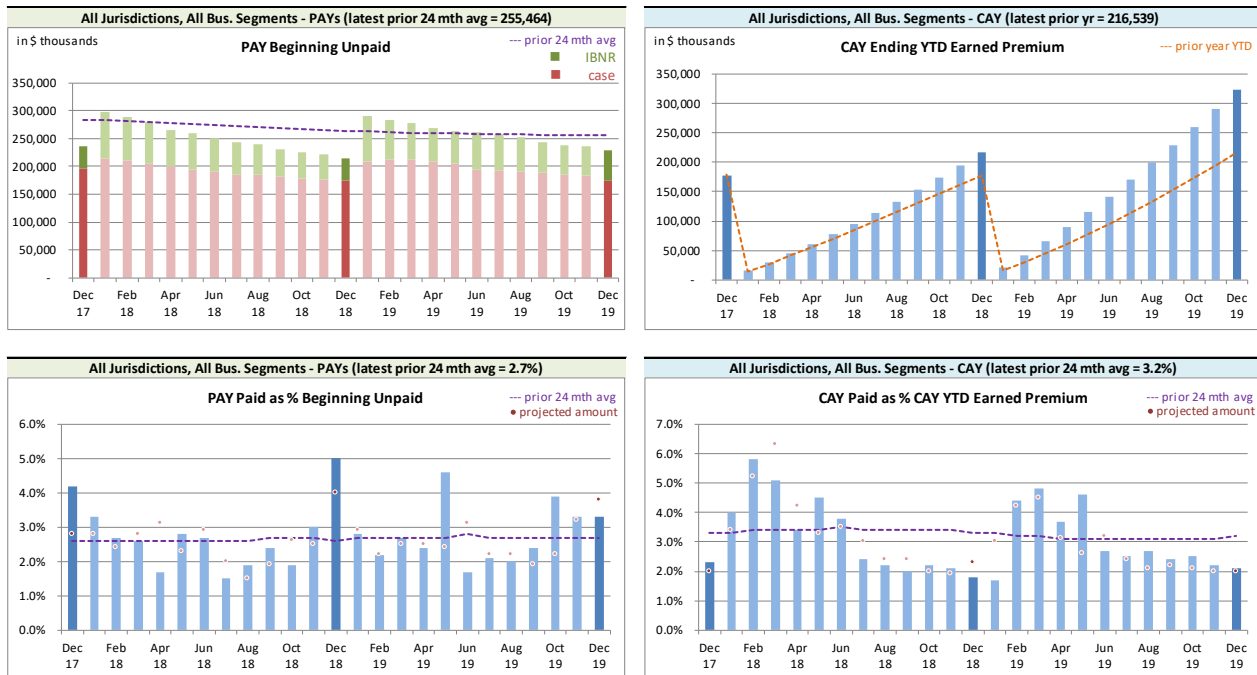 All Jurisdictions, All Bus. Segments - PAYs (latest prior 24 mth avg = 255,464)
in $ thousands
PAY Beginning Unpaid
--- prior 24 mth avg
IBNR
case
350,000
300,000
250,000
200,000
150,000
100,000
50,000
-
Dec Feb Apr Jun Aug Oct Dec Feb Apr Jun Aug Oct Dec
17 18 18 18 18 18 18 19 19 19 19 19 19
All Jurisdictions, All Bus. Segments - CAY (latest prior yr = 216,539)
in $ thousands
CAY Ending YTD Earned Premium
--- prior year YTD
350,000
300,000
250,000
200,000
150,000
100,000
50,000
-
Dec Feb Apr Jun Aug Oct Dec Feb Apr Jun Aug Oct Dec
17 18 18 18 18 18 18 19 19 19 19 19 19
All Jurisdictions, All Bus. Segments - PAYs (latest prior 24 mth avg = 2.7%)
PAY Paid as % Beginning Unpaid
--- prior 24 mth avg
• projected amount
6.0%
5.0%
4.0%
3.0%
2.0%
1.0%
0.0%
Dec Feb Apr Jun Aug Oct Dec Feb Apr Jun Aug Oct Dec
17 18 18 18 18 18 18 19 19 19 19 19 19
All Jurisdictions, All Bus. Segments - CAY (latest prior 24 mth avg = 3.2%)
CAY Paid as % CAY YTD Earned Premium
--- prior 24 mth avg
• projected amount
7.0%
6.0%
5.0%
4.0%
3.0%
2.0%
1.0%
0.0%
Dec Feb Apr Jun Aug Oct Dec Feb Apr Jun Aug Oct Dec
17 18 18 18 18 18 18 19 19 19 19 19 19